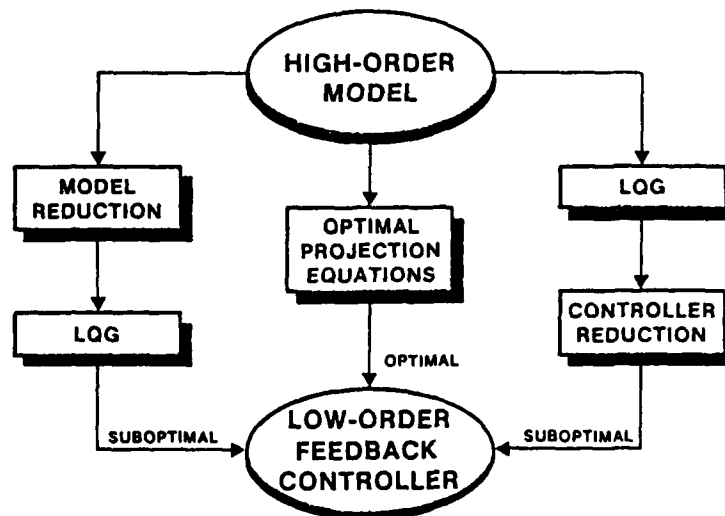 HIGH-ORDER
MODEL
MODEL
REDUCTION
LQG
OPTIMAL
PROJECTION
EQUATIONS
LQG
CONTROLLER
REDUCTION
OPTIMAL
SUBOPTIMAL
SUBOPTIMAL
LOW-ORDER
FEEDBACK
CONTROLLER